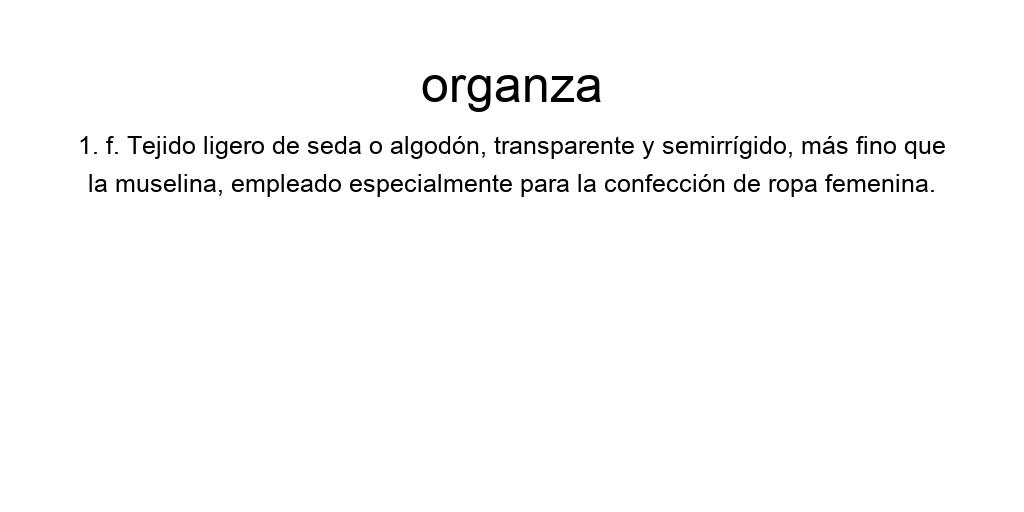 organza
1. f. Tejido ligero de seda o algodón, transparente y semirrígido, más fino que
la muselina, empleado especialmente para la confección de ropa femenina.